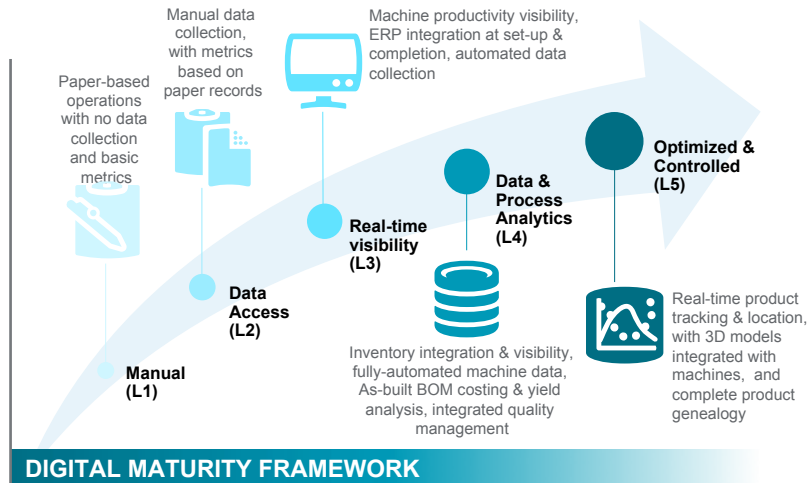 Paper-based
operations
with no data
collection
and basic
metrics
Manual
(L1)
Manual data
collection,
with metrics
based on
paper records
Data
Access
(L2)
Machine productivity visibility,
ERP integration at set-up &
completion, automated data
collection
Real-time
visibility
(L3)
Data &
Process
Analytics
(L4)
Inventory integration & visibility,
fully-automated machine data,
As-built BOM costing & yield
analysis, integrated quality
management
Optimized &
Controlled
(L5)
Real-time product
tracking & location,
with 3D models
integrated with
machines, and
complete product
genealogy
DIGITAL MATURITY FRAMEWORK